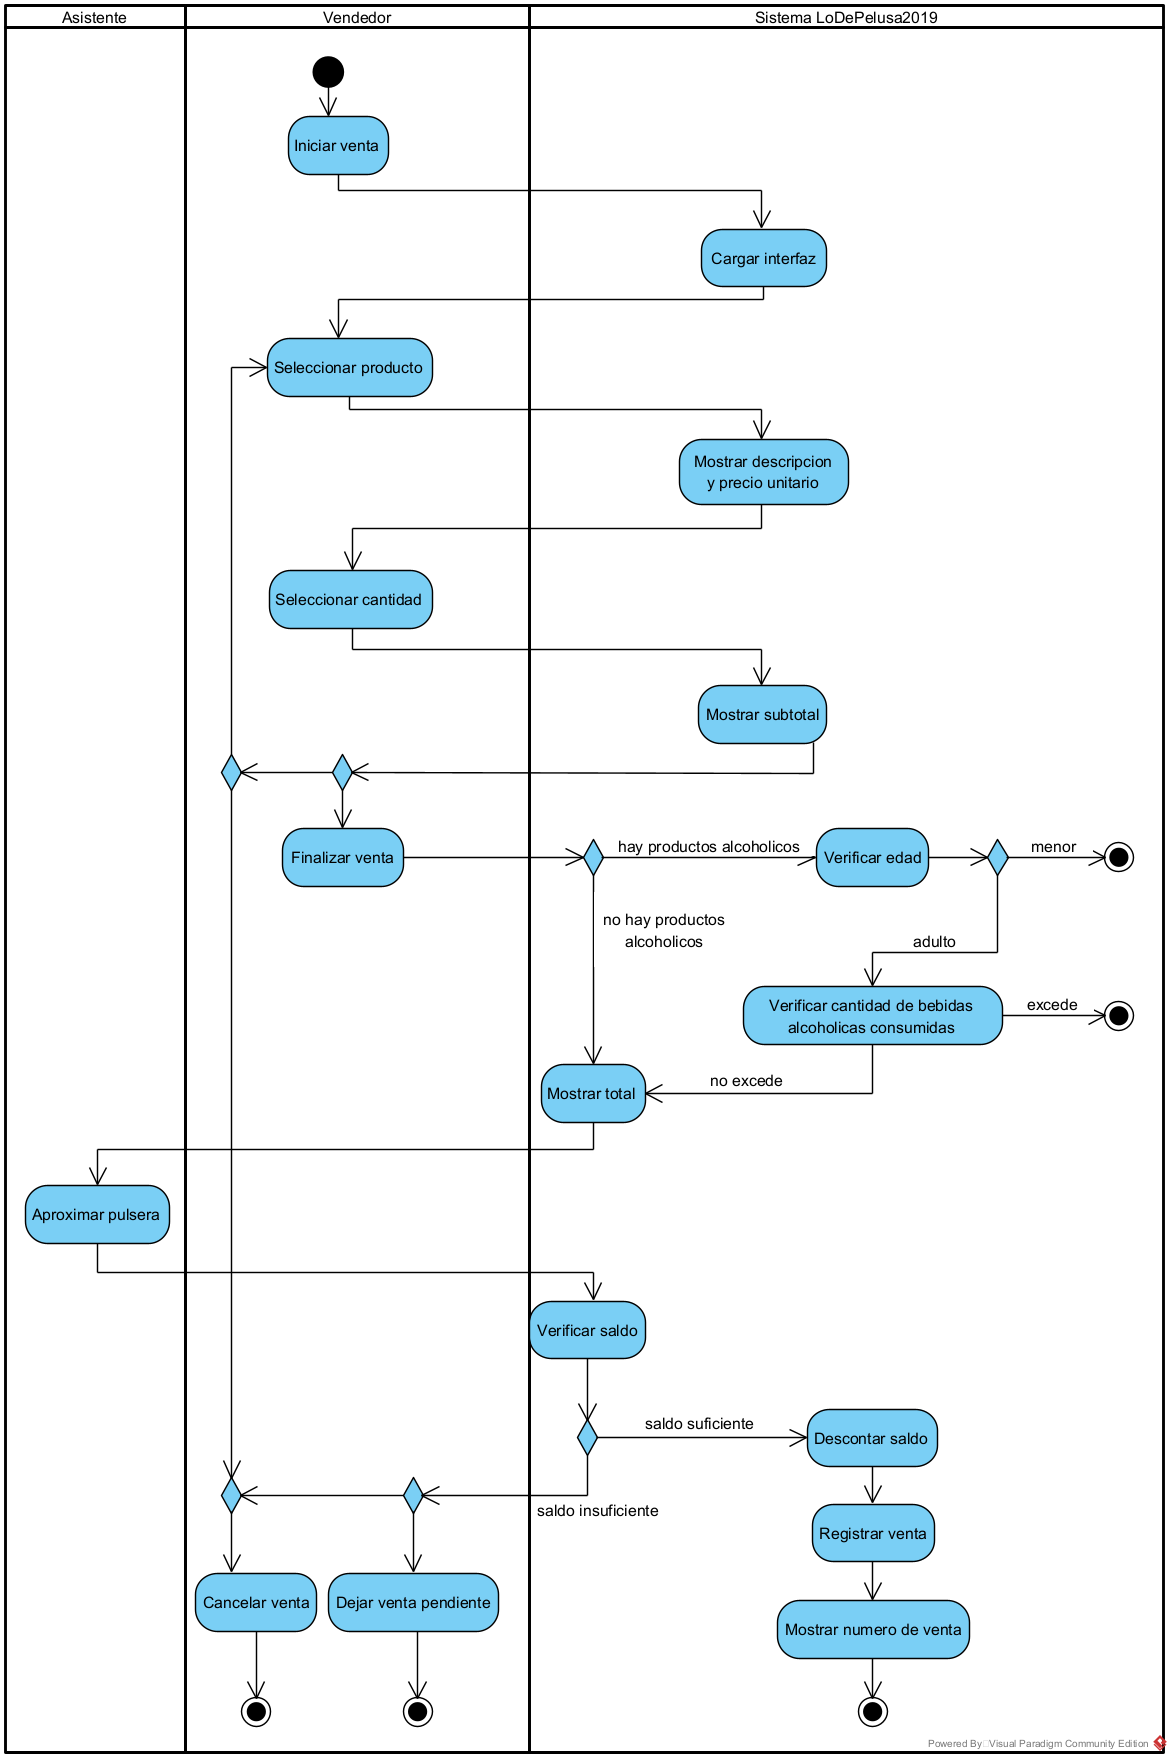 Asistente
Vendedor
Sistema LoDePelusa2019
Iniciar venta
Cargar interfaz
Seleccionar producto
Mostrar descripcion
y precio unitario
Seleccionar cantidad
Mostrar subtotal
Finalizar venta
hay productos alcoholicos
Verificar edad
menor
no hay productos
alcoholicos
adulto
Verificar cantidad de bebidas
alcoholicas consumidas
excede
no excede
Mostrar total
Aproximar pulsera
Verificar saldo
saldo suficiente
Descontar saldo
saldo insuficiente
Registrar venta
Cancelar venta
Dejar venta pendiente
Mostrar numero de venta
Powered By Visual Paradigm Community Edition